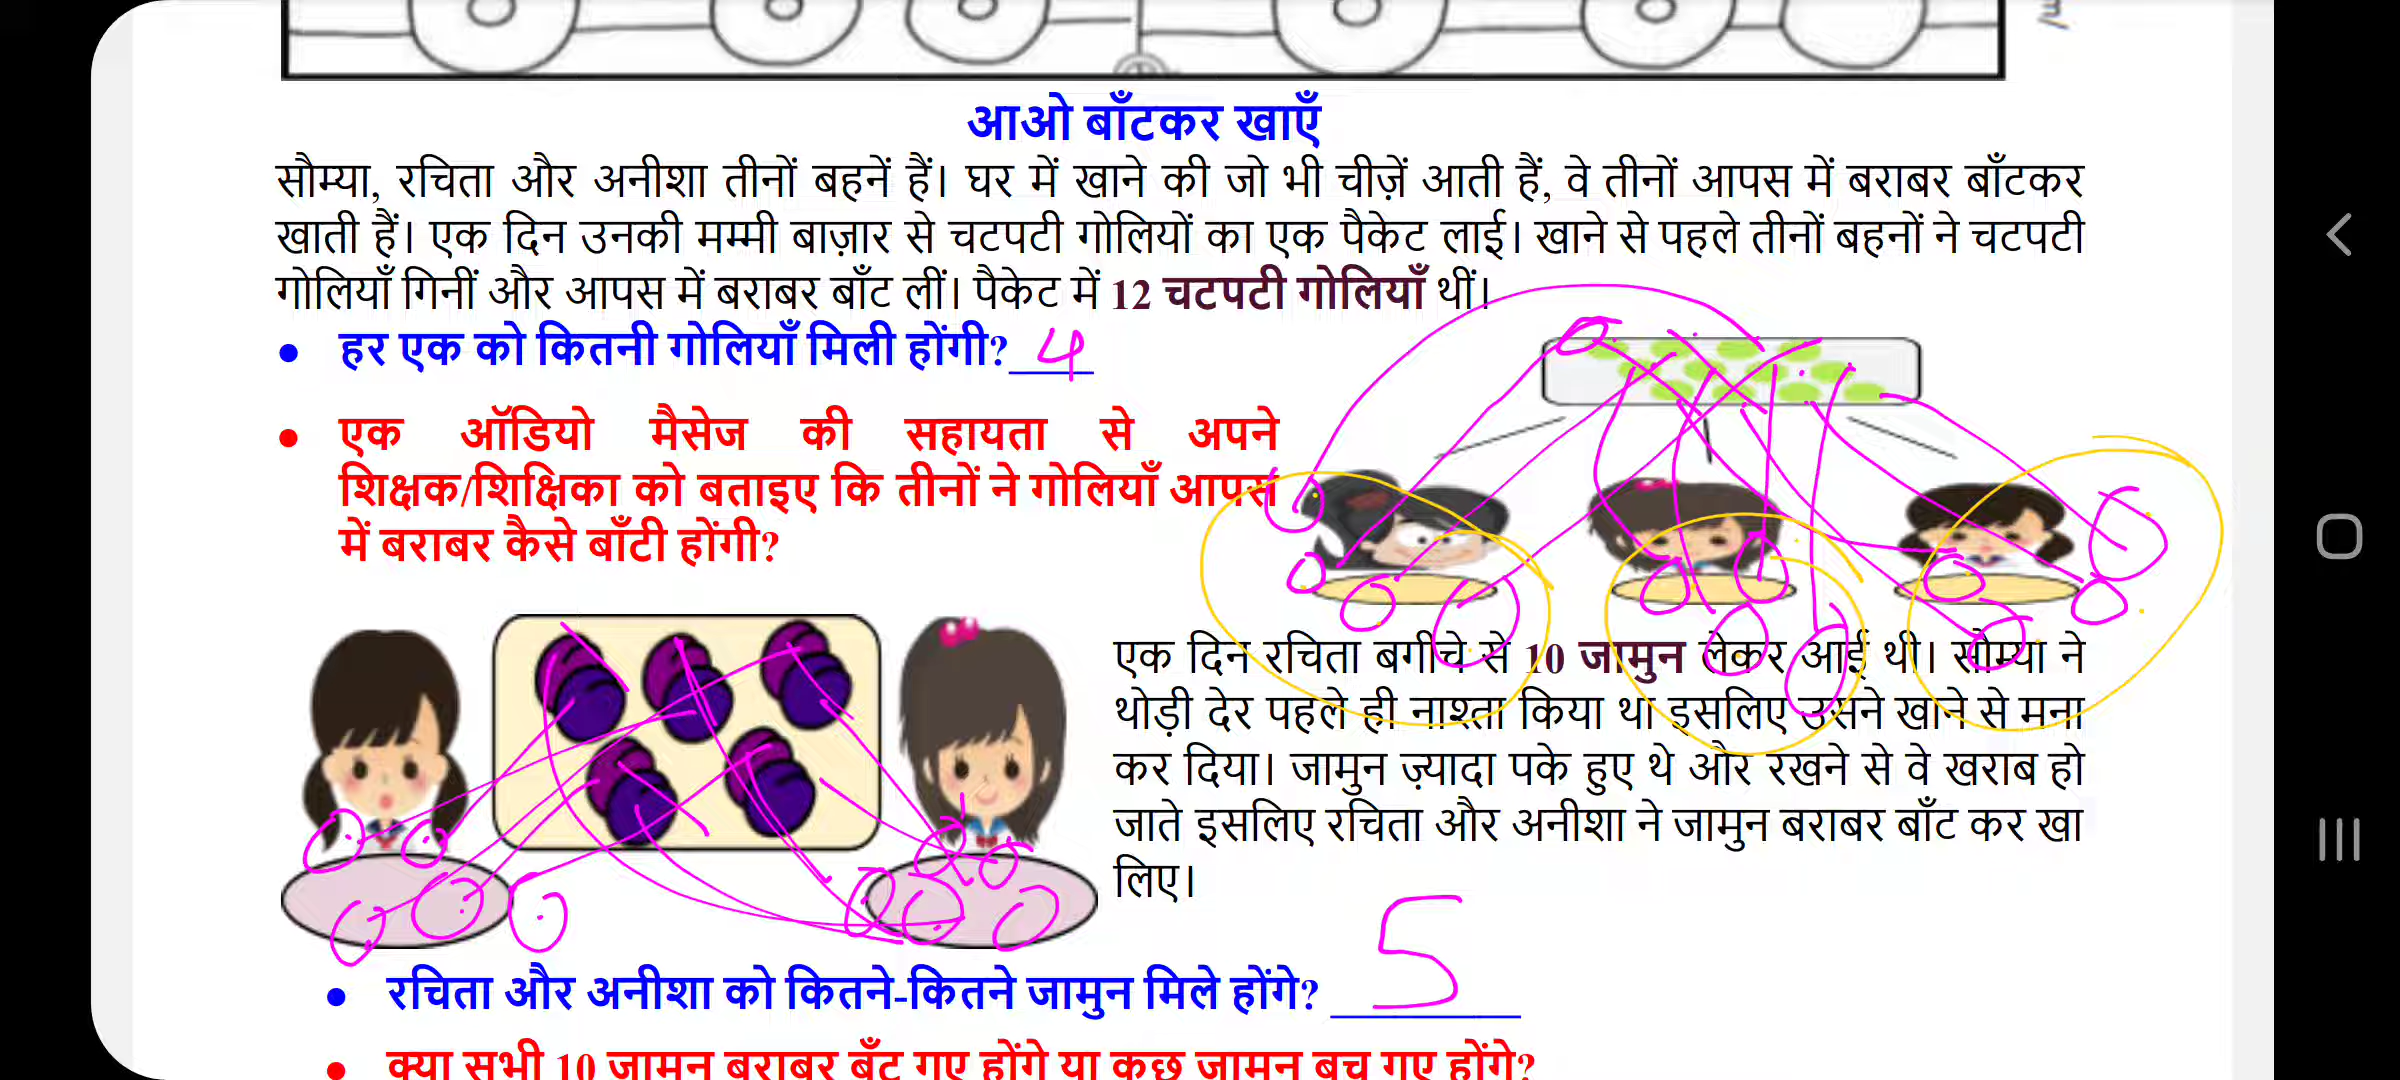 आओ बाँटकर खाएँ
सौम्या, रचिता और अनीशा तीनों बहनें हैं। घर में खाने की जो भी चीज़ें आती हैं, वे तीनों आपस में बराबर बाँटकर
खाती हैं। एक दिन उनकी मम्मी बाज़ार से चटपटी गोलियों का एक पैकेट लाई। खाने से पहले तीनों बहनों ने चटपटी
गोलियाँ गिनीं और आपस में बराबर बाँट लीं। पैकेट में 12 चटपटी गोलियाँ थीं।
• हर एक को कितनी गोलियाँ मिली होंगी? 4
• एक ऑडियो मैसेज की सहायता से अपने
शिक्षक/शिक्षिका को बताइए कि तीनों ने गोलियाँ आपस
में बराबर कैसे बाँटी होंगी?
एक दिन रचिता बगीचे से 10 जामुन लेकर आई थी। सौम्या ने
थोड़ी देर पहले ही नाश्ता किया था इसलिए उसने खाने से मना
कर दिया। जामुन ज़्यादा पके हुए थे और रखने से वे खराब हो
जाते इसलिए रचिता और अनीशा ने जामुन बराबर बाँट कर खा
लिए।
• रचिता और अनीशा को कितने-कितने जामुन मिले होंगे? 5
• क्या सभी 10 जामुन बराबर बँट गए होंगे या कुछ जामुन बच गए होंगे?